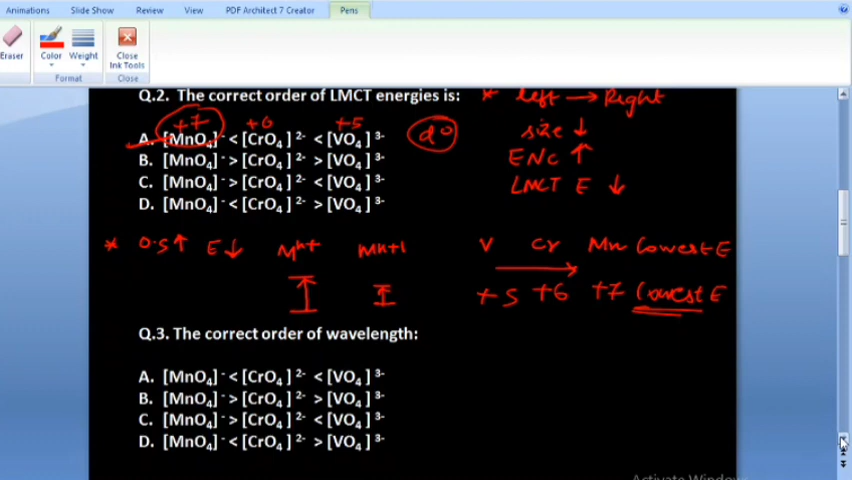 Animations Slide Show Review View PDF Architect 7 Creator Pens
Eraser Color Weight Close Ink Tools
Format Close
Q.2. The correct order of LMCT energies is: * left → Right
+7 +6 +5
A. [MnO₄]⁻ < [CrO₄]²⁻ < [VO₄]³⁻ d⁰ size ↓
B. [MnO₄]⁻ > [CrO₄]²⁻ > [VO₄]³⁻ ENC ↑
C. [MnO₄]⁻ > [CrO₄]²⁻ < [VO₄]³⁻ LMCT E ↓
D. [MnO₄]⁻ < [CrO₄]²⁻ > [VO₄]³⁻
* O.S↑ E↓ Mⁿ⁺ Mn+1 V Cr Mn Lowest E
+5 +6 +7 Lowest E
Q.3. The correct order of wavelength:
A. [MnO₄]⁻ < [CrO₄]²⁻ < [VO₄]³⁻
B. [MnO₄]⁻ > [CrO₄]²⁻ > [VO₄]³⁻
C. [MnO₄]⁻ > [CrO₄]²⁻ < [VO₄]³⁻
D. [MnO₄]⁻ < [CrO₄]²⁻ > [VO₄]³⁻